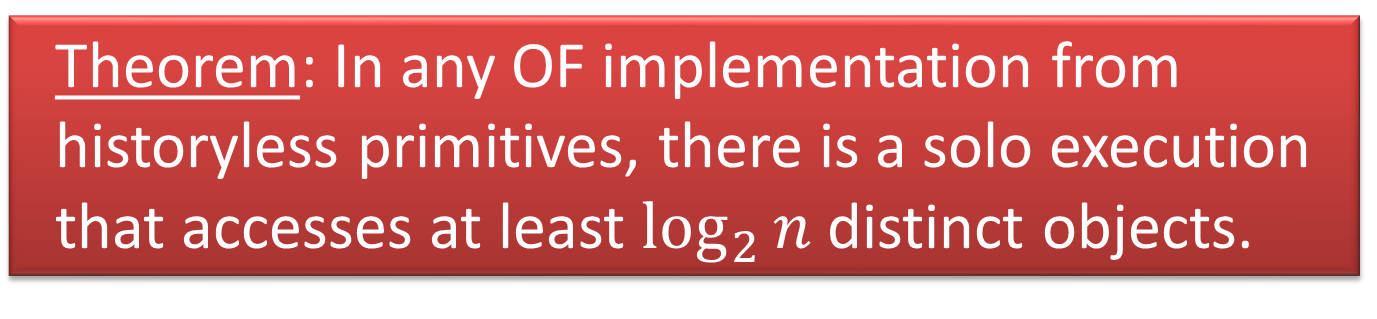 Theorem: In any OF implementation from
historyless primitives, there is a solo execution
that accesses at least log₂ n distinct objects.